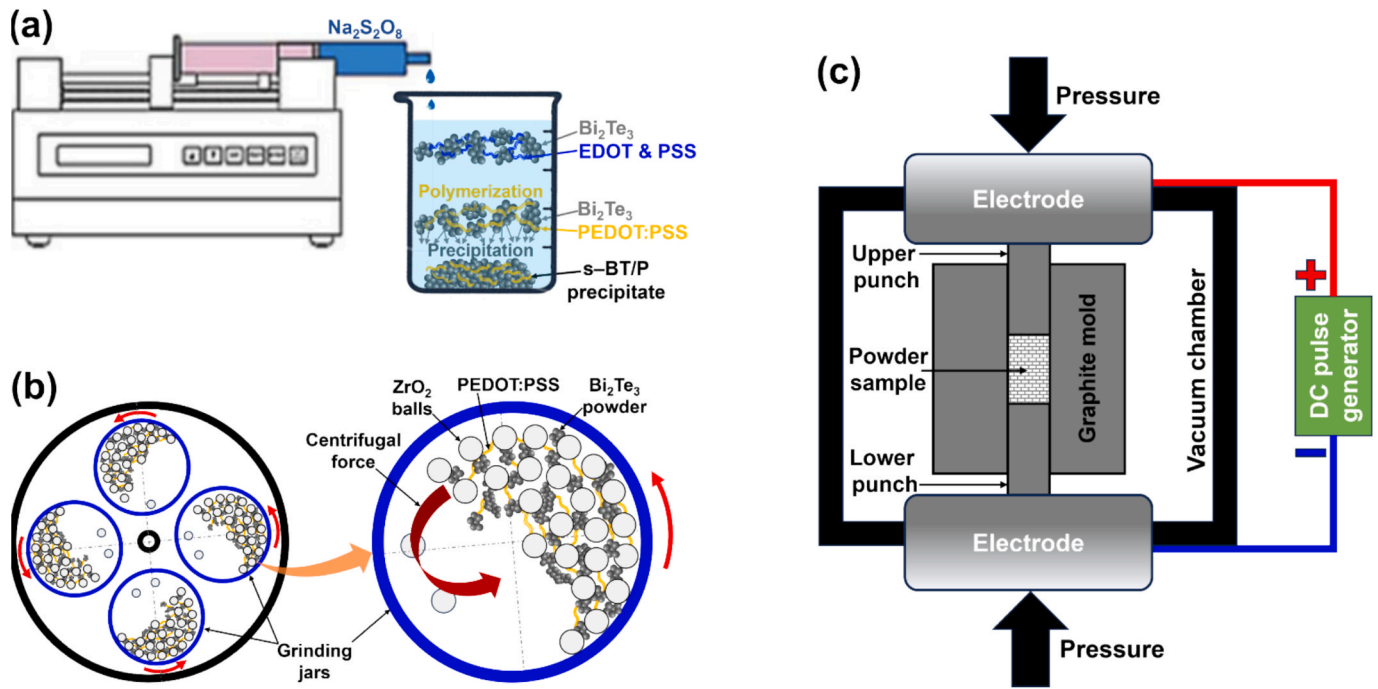 (a)
Na₂S₂O₈
Bi₂Te₃
EDOT & PSS
Polymerization
Bi₂Te₃
PEDOT:PSS
Precipitation
s–BT/P
precipitate
(b)
ZrO₂
balls
PEDOT:PSS
Bi₂Te₃
powder
Centrifugal
force
Grinding
jars
(c)
Pressure
Electrode
Upper
punch
Powder
sample
Graphite mold
Vacuum chamber
+
DC pulse
generator
–
Lower
punch
Electrode
Pressure